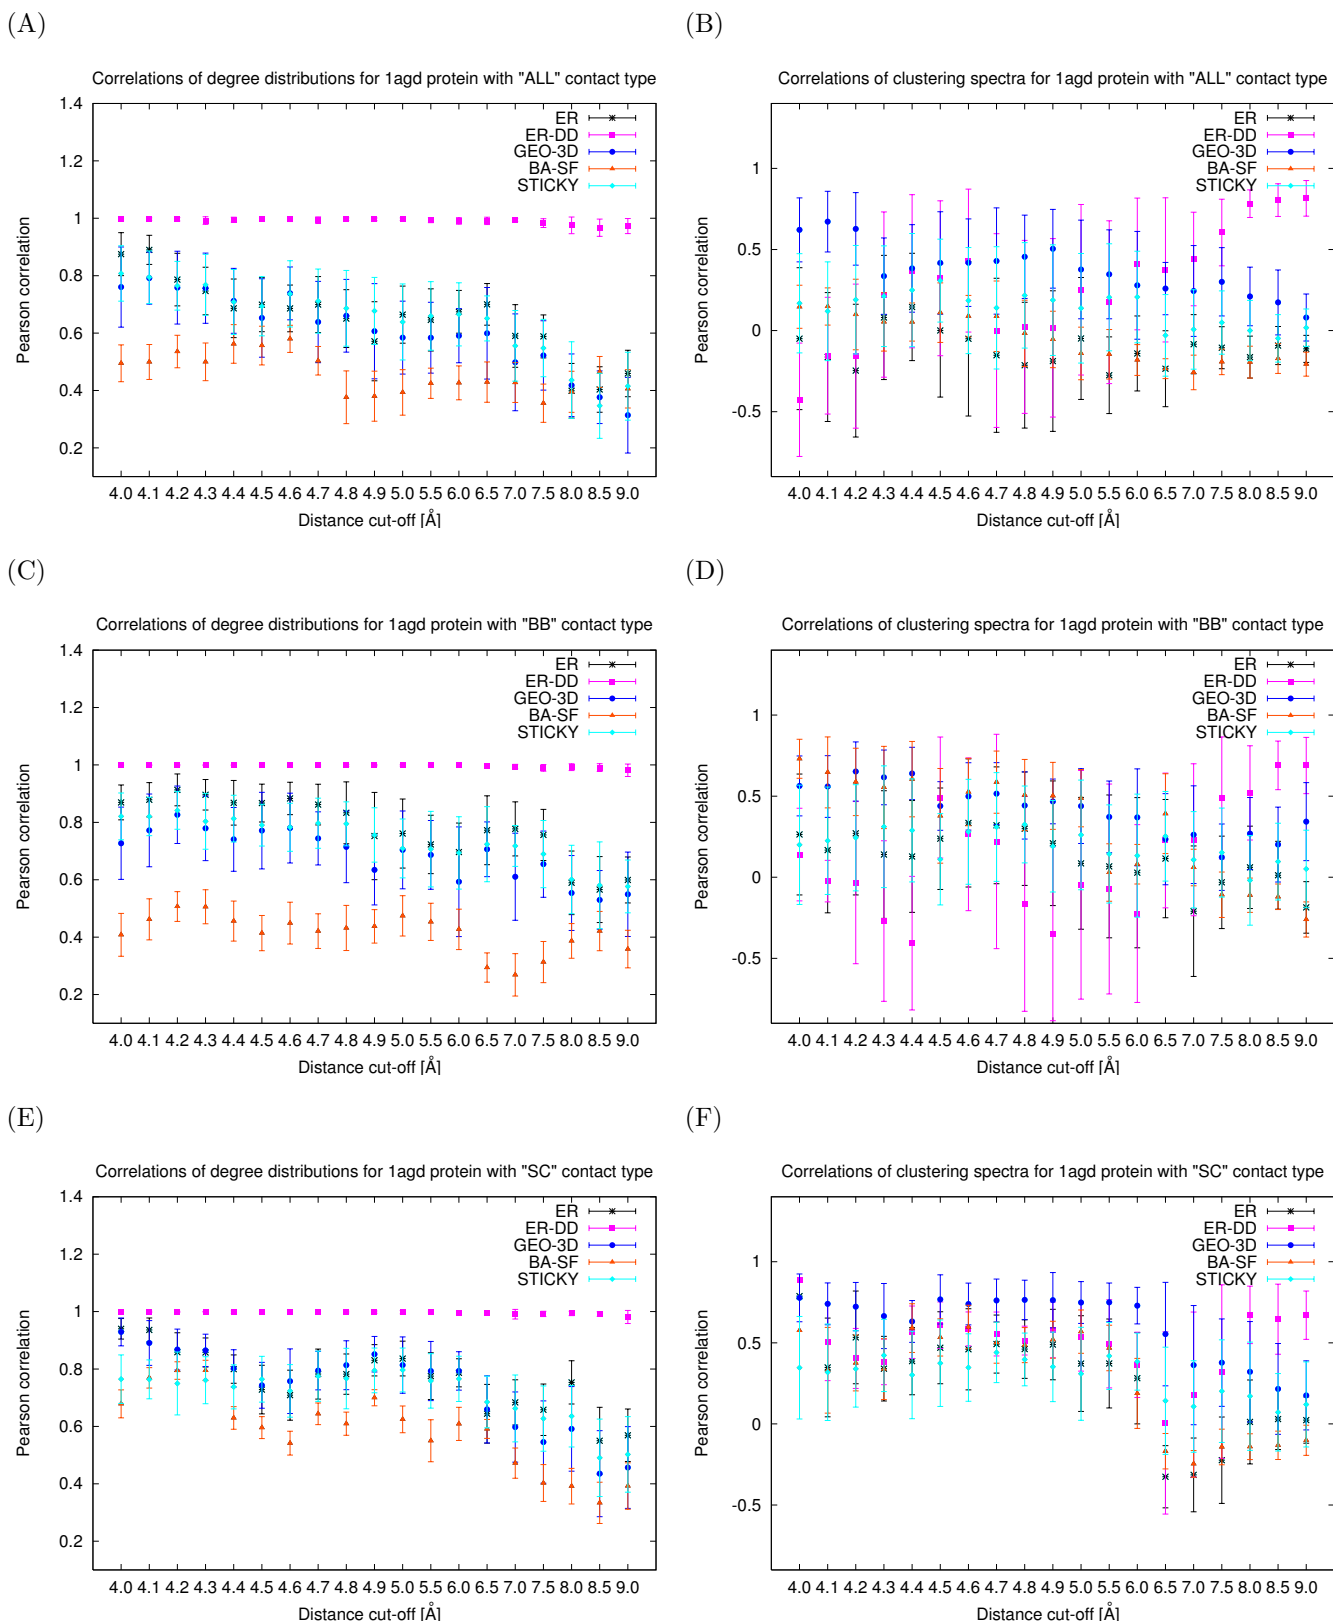 (A)
Correlations of degree distributions for 1agd protein with "ALL" contact type
1.4
1.2
1
0.8
0.6
0.4
0.2
Pearson correlation
ER
ER-DD
GEO-3D
BA-SF
STICKY
4.0 4.1 4.2 4.3 4.4 4.5 4.6 4.7 4.8 4.9 5.0 5.5 6.0 6.5 7.0 7.5 8.0 8.5 9.0
Distance cut-off [Å]
(B)
Correlations of clustering spectra for 1agd protein with "ALL" contact type
1
0.5
0
-0.5
Pearson correlation
ER
ER-DD
GEO-3D
BA-SF
STICKY
4.0 4.1 4.2 4.3 4.4 4.5 4.6 4.7 4.8 4.9 5.0 5.5 6.0 6.5 7.0 7.5 8.0 8.5 9.0
Distance cut-off [Å]
(C)
Correlations of degree distributions for 1agd protein with "BB" contact type
1.4
1.2
1
0.8
0.6
0.4
0.2
Pearson correlation
ER
ER-DD
GEO-3D
BA-SF
STICKY
4.0 4.1 4.2 4.3 4.4 4.5 4.6 4.7 4.8 4.9 5.0 5.5 6.0 6.5 7.0 7.5 8.0 8.5 9.0
Distance cut-off [Å]
(D)
Correlations of clustering spectra for 1agd protein with "BB" contact type
1
0.5
0
-0.5
Pearson correlation
ER
ER-DD
GEO-3D
BA-SF
STICKY
4.0 4.1 4.2 4.3 4.4 4.5 4.6 4.7 4.8 4.9 5.0 5.5 6.0 6.5 7.0 7.5 8.0 8.5 9.0
Distance cut-off [Å]
(E)
Correlations of degree distributions for 1agd protein with "SC" contact type
1.4
1.2
1
0.8
0.6
0.4
0.2
Pearson correlation
ER
ER-DD
GEO-3D
BA-SF
STICKY
4.0 4.1 4.2 4.3 4.4 4.5 4.6 4.7 4.8 4.9 5.0 5.5 6.0 6.5 7.0 7.5 8.0 8.5 9.0
Distance cut-off [Å]
(F)
Correlations of clustering spectra for 1agd protein with "SC" contact type
1
0.5
0
-0.5
Pearson correlation
ER
ER-DD
GEO-3D
BA-SF
STICKY
4.0 4.1 4.2 4.3 4.4 4.5 4.6 4.7 4.8 4.9 5.0 5.5 6.0 6.5 7.0 7.5 8.0 8.5 9.0
Distance cut-off [Å]